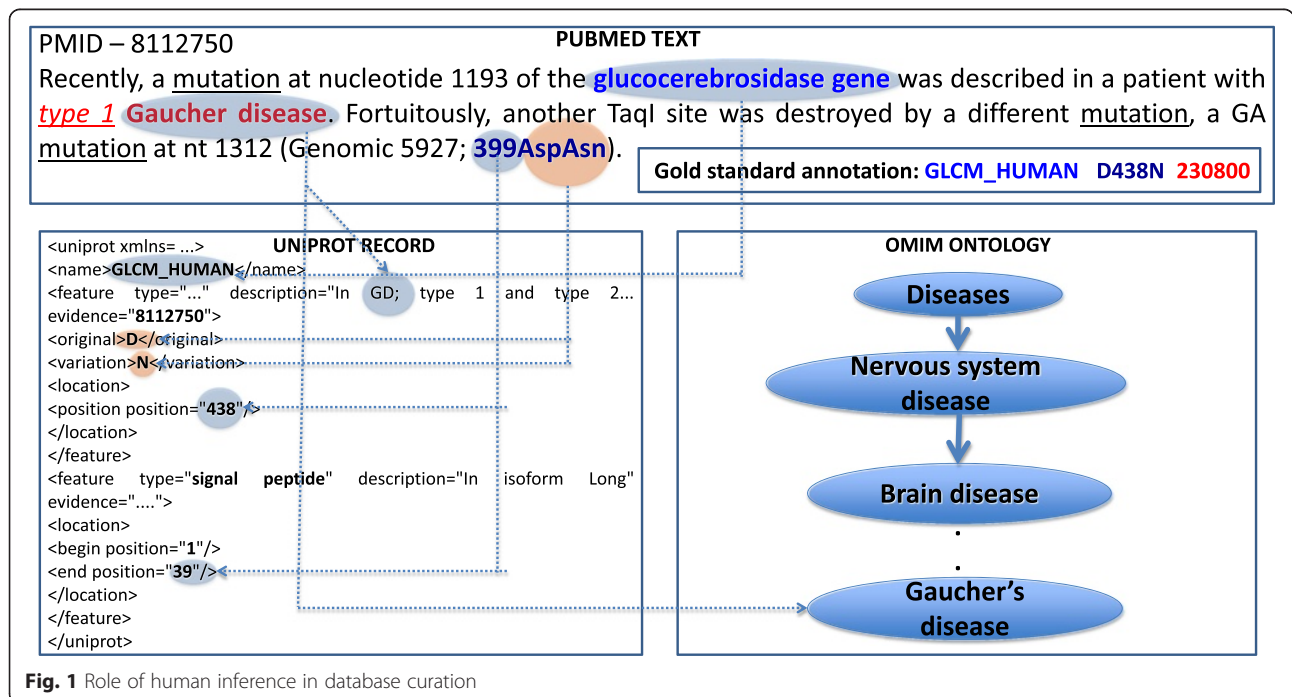 PMID – 8112750
PUBMED TEXT
Recently, a mutation at nucleotide 1193 of the glucocerebrosidase gene was described in a patient with
type 1 Gaucher disease. Fortuitously, another TaqI site was destroyed by a different mutation, a GA
mutation at nt 1312 (Genomic 5927; 399AspAsn).
Gold standard annotation: GLCM_HUMAN D438N 230800
UNIPROT RECORD
<uniprot xmlns= ...>
<name>GLCM_HUMAN</name>
<feature type="..." description="In GD; type 1 and type 2...
evidence="8112750">
<original>D</original>
<variation>N</variation>
<location>
<position position="438"/>
</location>
</feature>
<feature type="signal peptide" description="In isoform Long"
evidence="....">
<location>
<begin position="1"/>
<end position="39"/>
</location>
</feature>
</uniprot>
OMIM ONTOLOGY
Diseases
Nervous system
disease
Brain disease
.
.
Gaucher's
disease
Fig. 1 Role of human inference in database curation